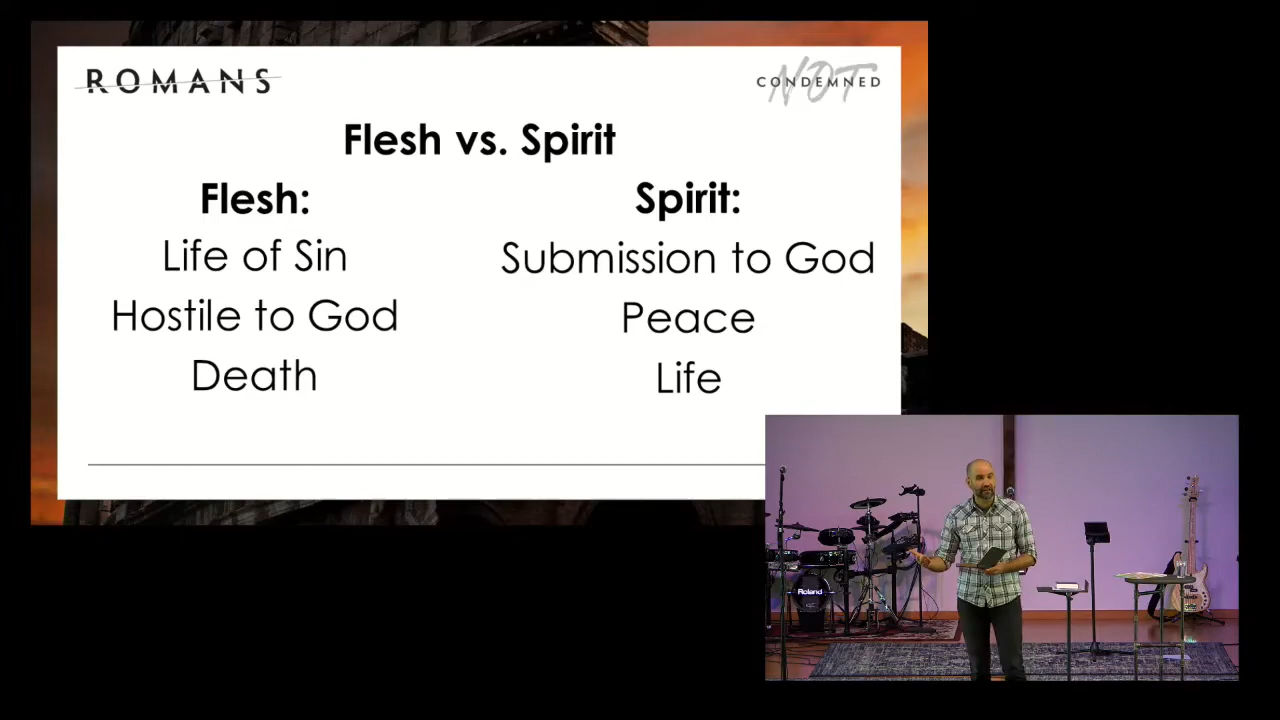 ROMANS
NOT
CONDEMNED
Flesh vs. Spirit
Flesh:
Life of Sin
Hostile to God
Death
Spirit:
Submission to God
Peace
Life
Roland